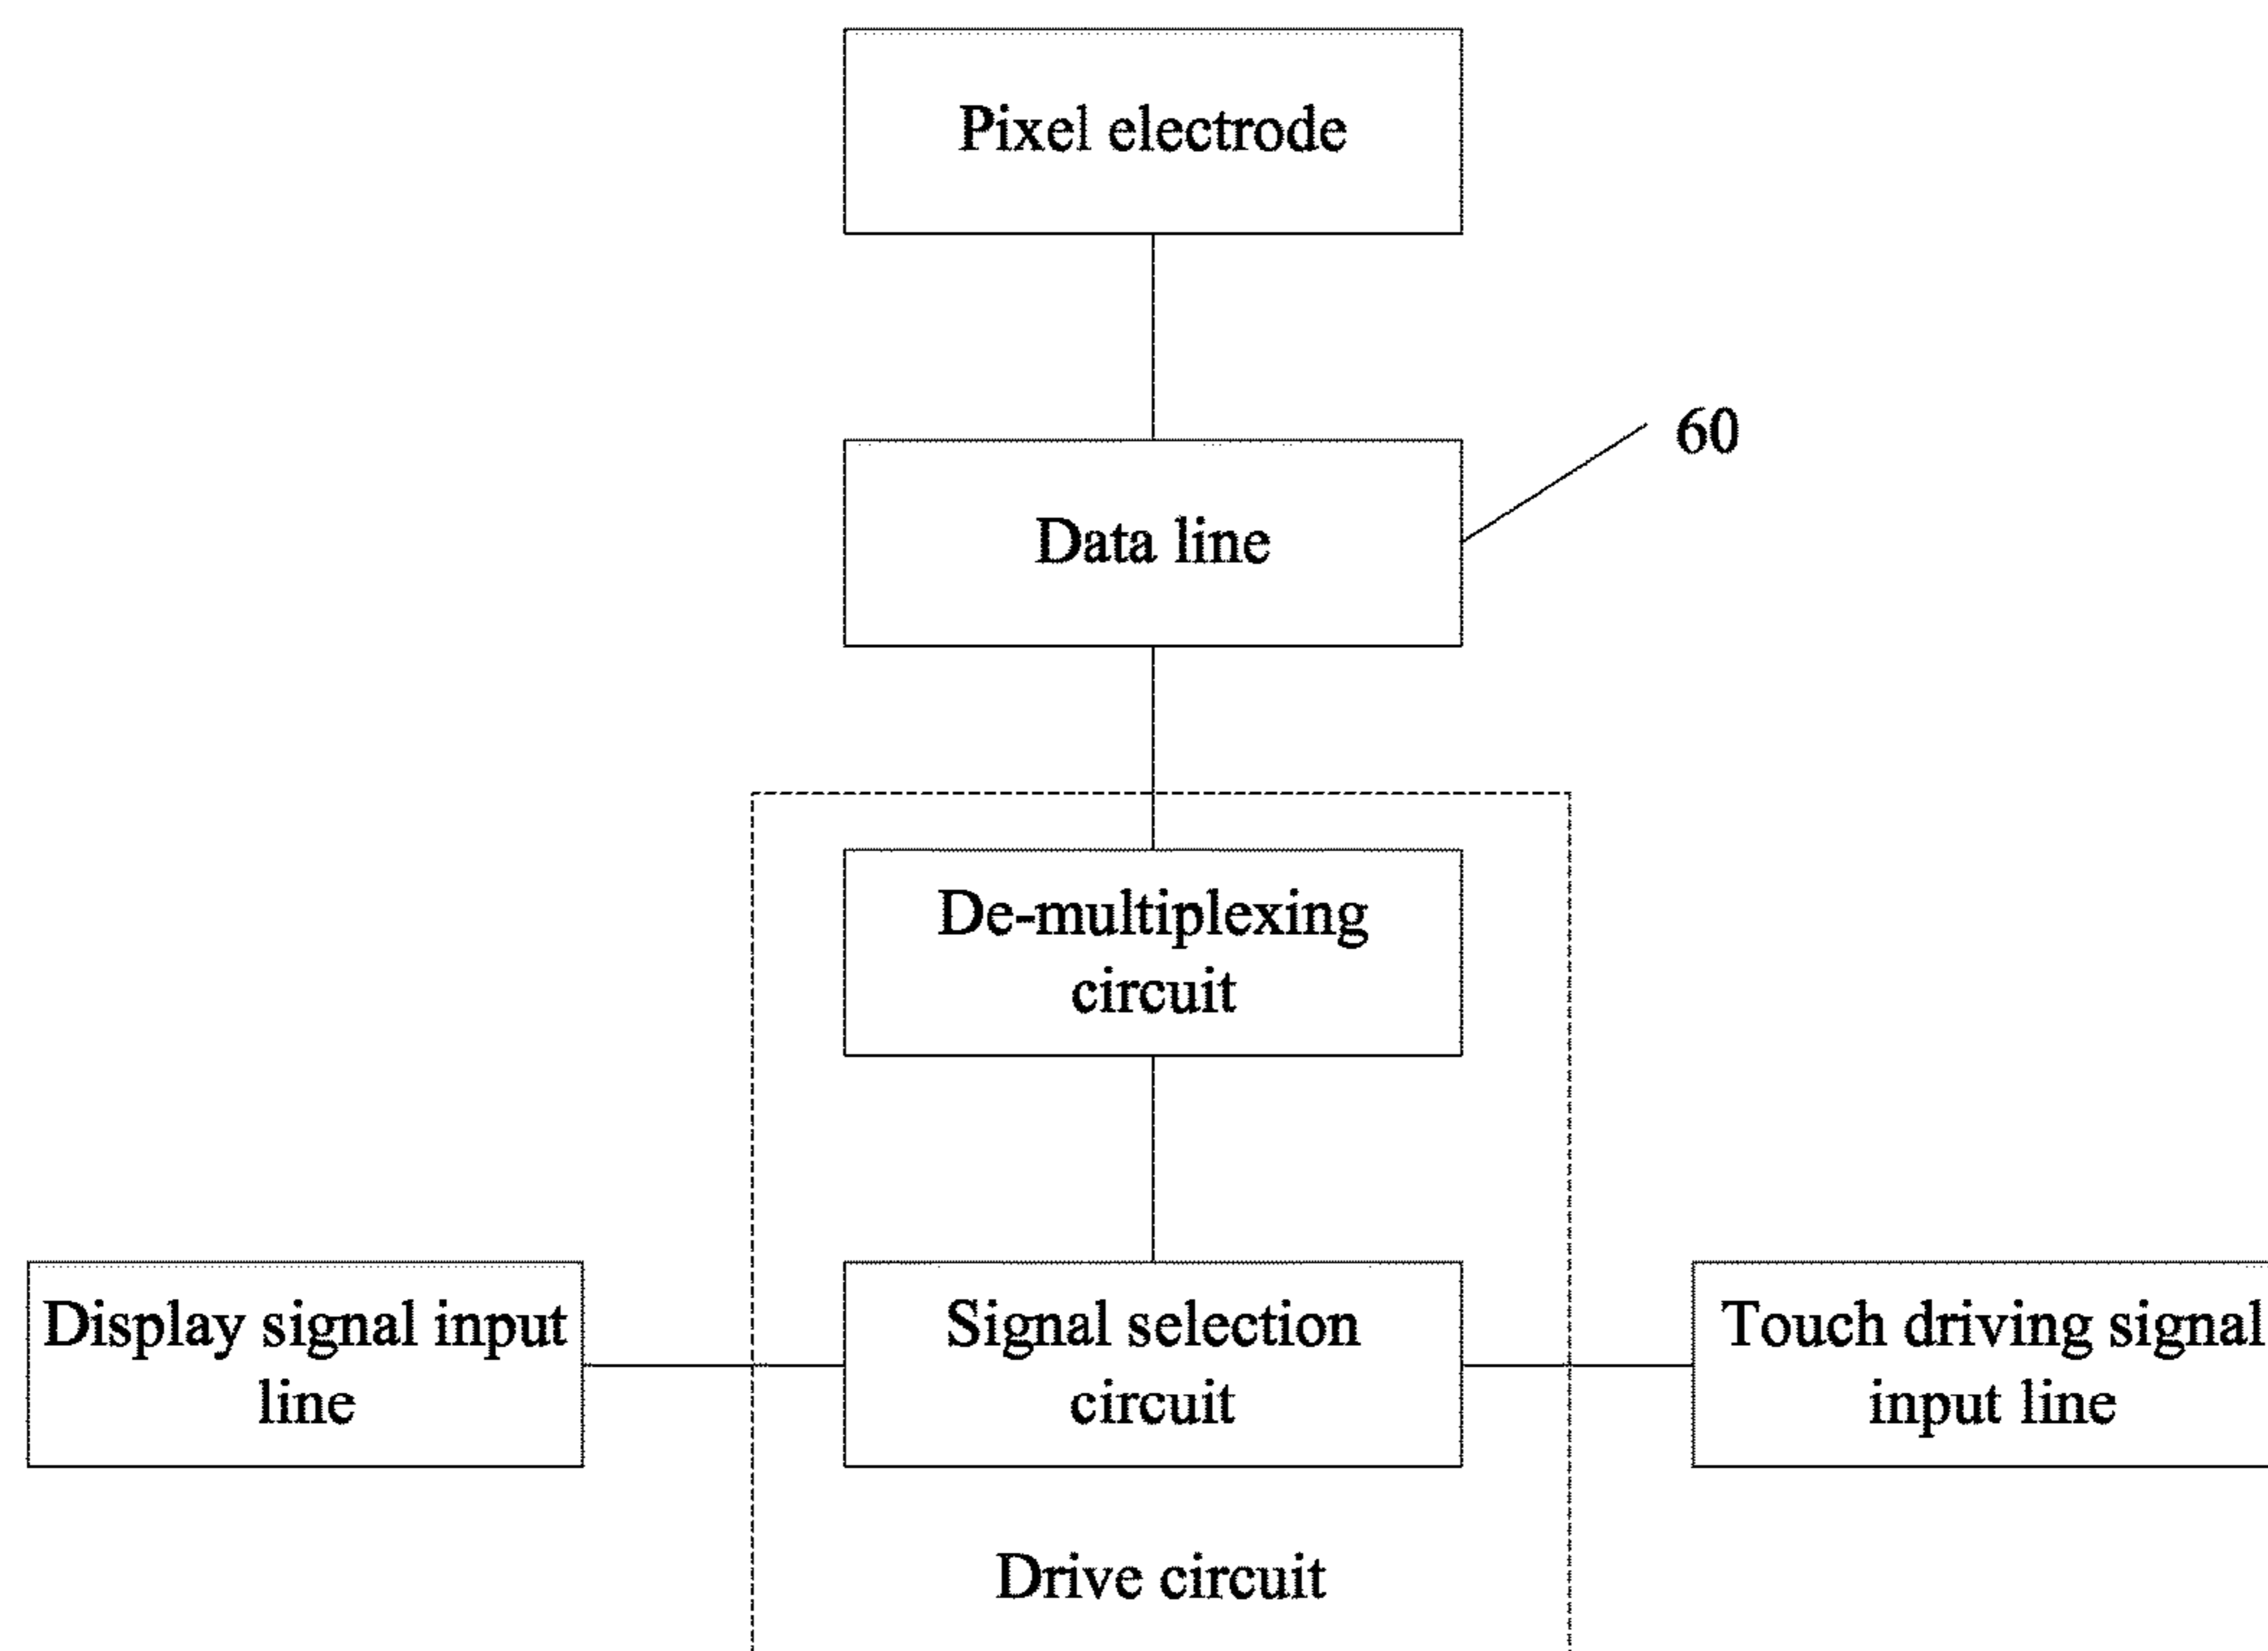 Pixel electrode
60
Data line
De-multiplexing
circuit
Display signal input
line
Signal selection
circuit
Touch driving signal
input line
Drive circuit